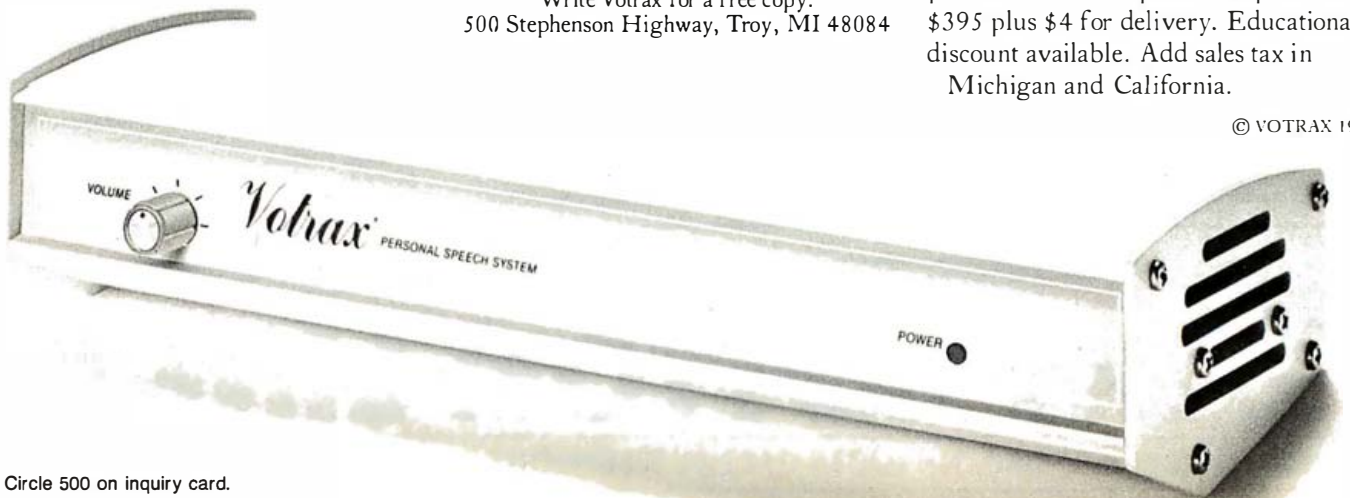 Write Votrax for a free copy.
500 Stephenson Highway, Troy, MI 48084
$395 plus $4 for delivery. Educationa
discount available. Add sales tax in
Michigan and California.
© VOTRAX 19
VOLUME
Votrax
PERSONAL SPEECH SYSTEM
POWER
Circle 500 on inquiry card.